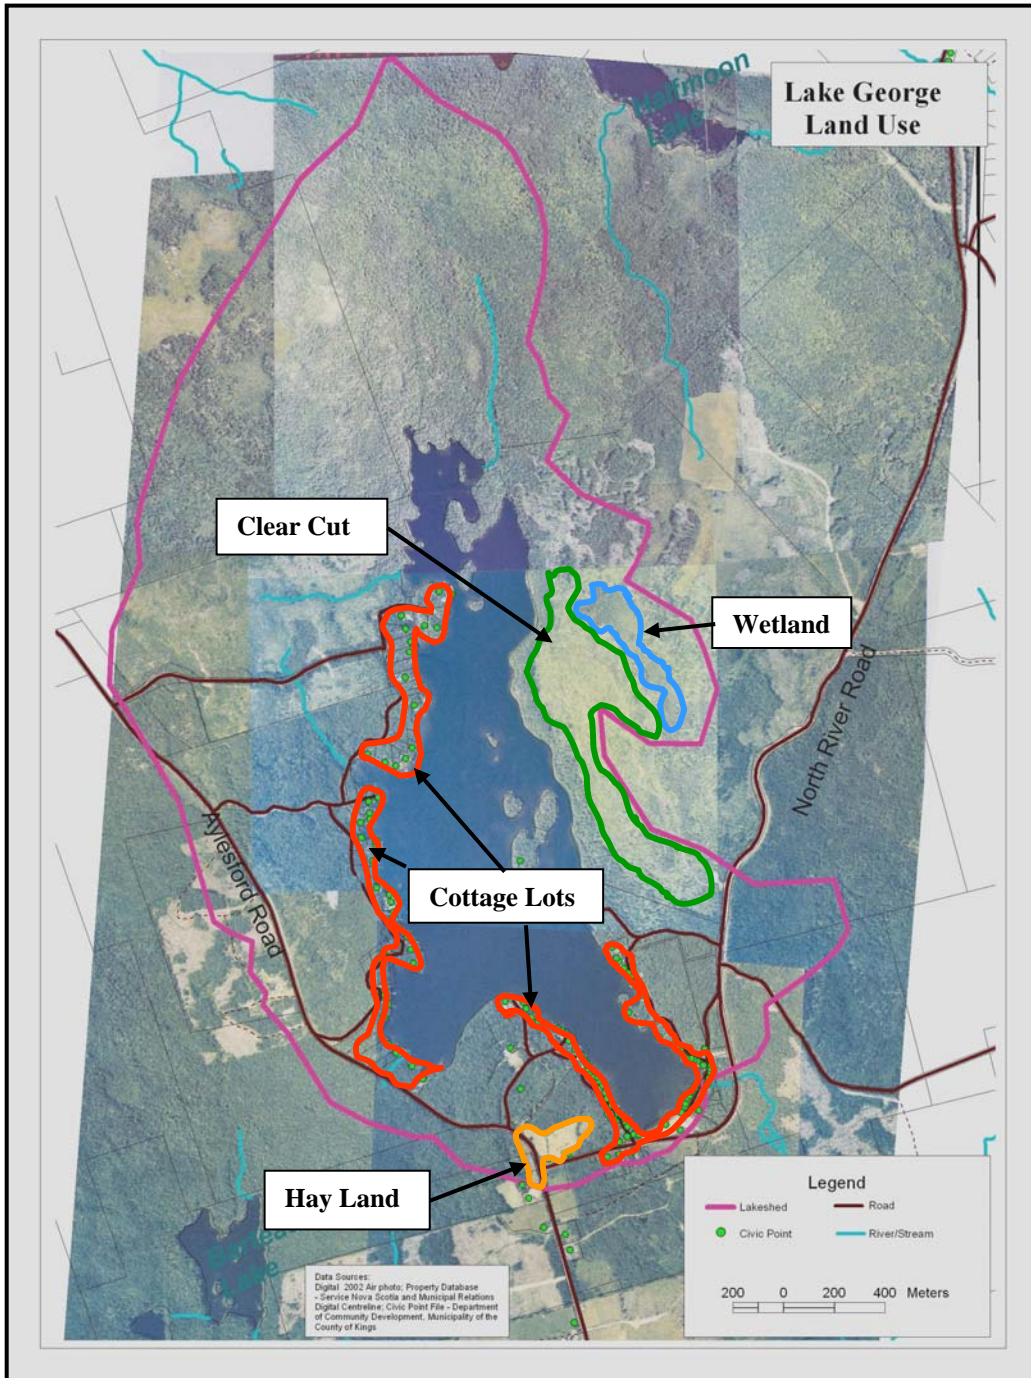 Halfmoon
Lake
Lake George
Land Use
Clear Cut
Wetland
North River Road
Aylesford Road
Cottage Lots
Hay Land
Lake
Legend
Lakeshed
Road
Civic Point
River/Stream
200 0 200 400 Meters
Data Sources:
Digital 2002 Air photo; Property Database
- Service Nova Scotia and Municipal Relations
Digital Centreline; Civic Point File - Department
of Community Development, Municipality of the
County of Kings